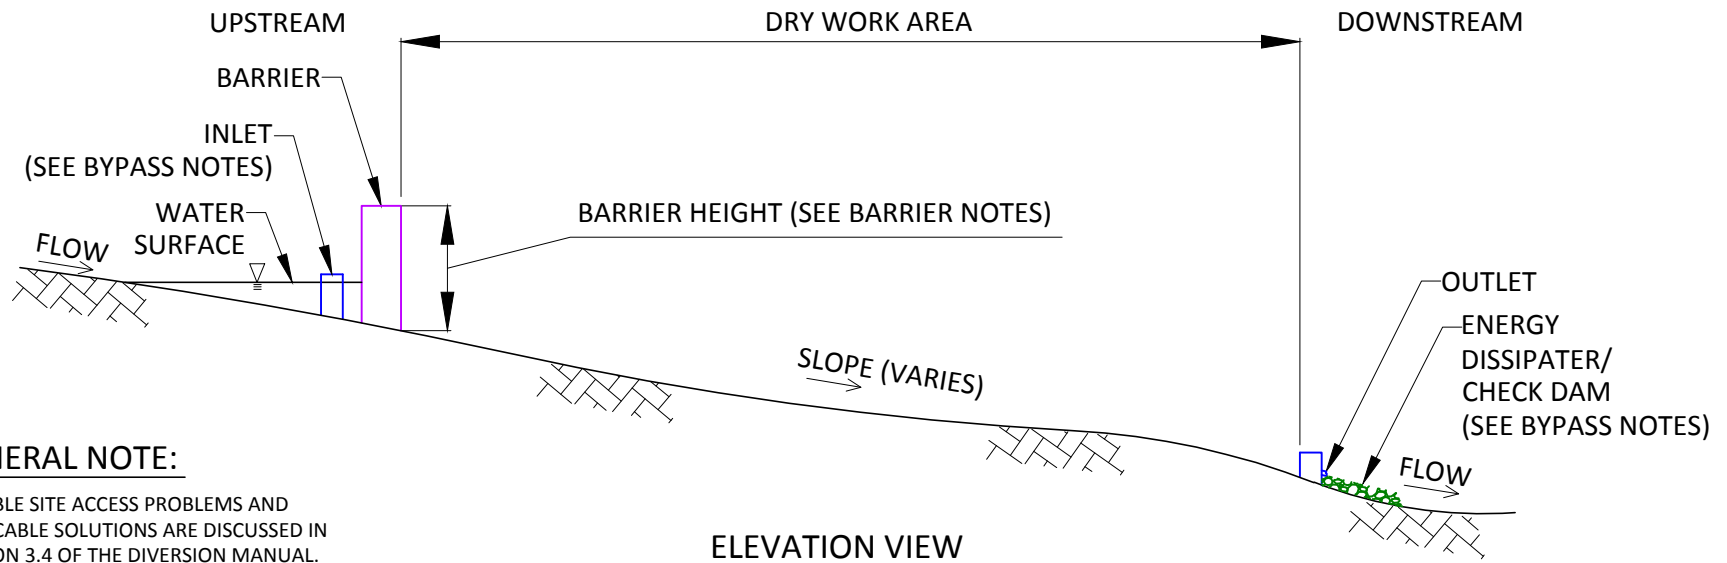 UPSTREAM
DRY WORK AREA
DOWNSTREAM
BARRIER
INLET
(SEE BYPASS NOTES)
WATER
SURFACE
FLOW
BARRIER HEIGHT (SEE BARRIER NOTES)
SLOPE (VARIES)
OUTLET
ENERGY
DISSIPATER/
CHECK DAM
(SEE BYPASS NOTES)
FLOW
NERAL NOTE:
BLE SITE ACCESS PROBLEMS AND
CABLE SOLUTIONS ARE DISCUSSED IN
ON 3.4 OF THE DIVERSION MANUAL.
ELEVATION VIEW